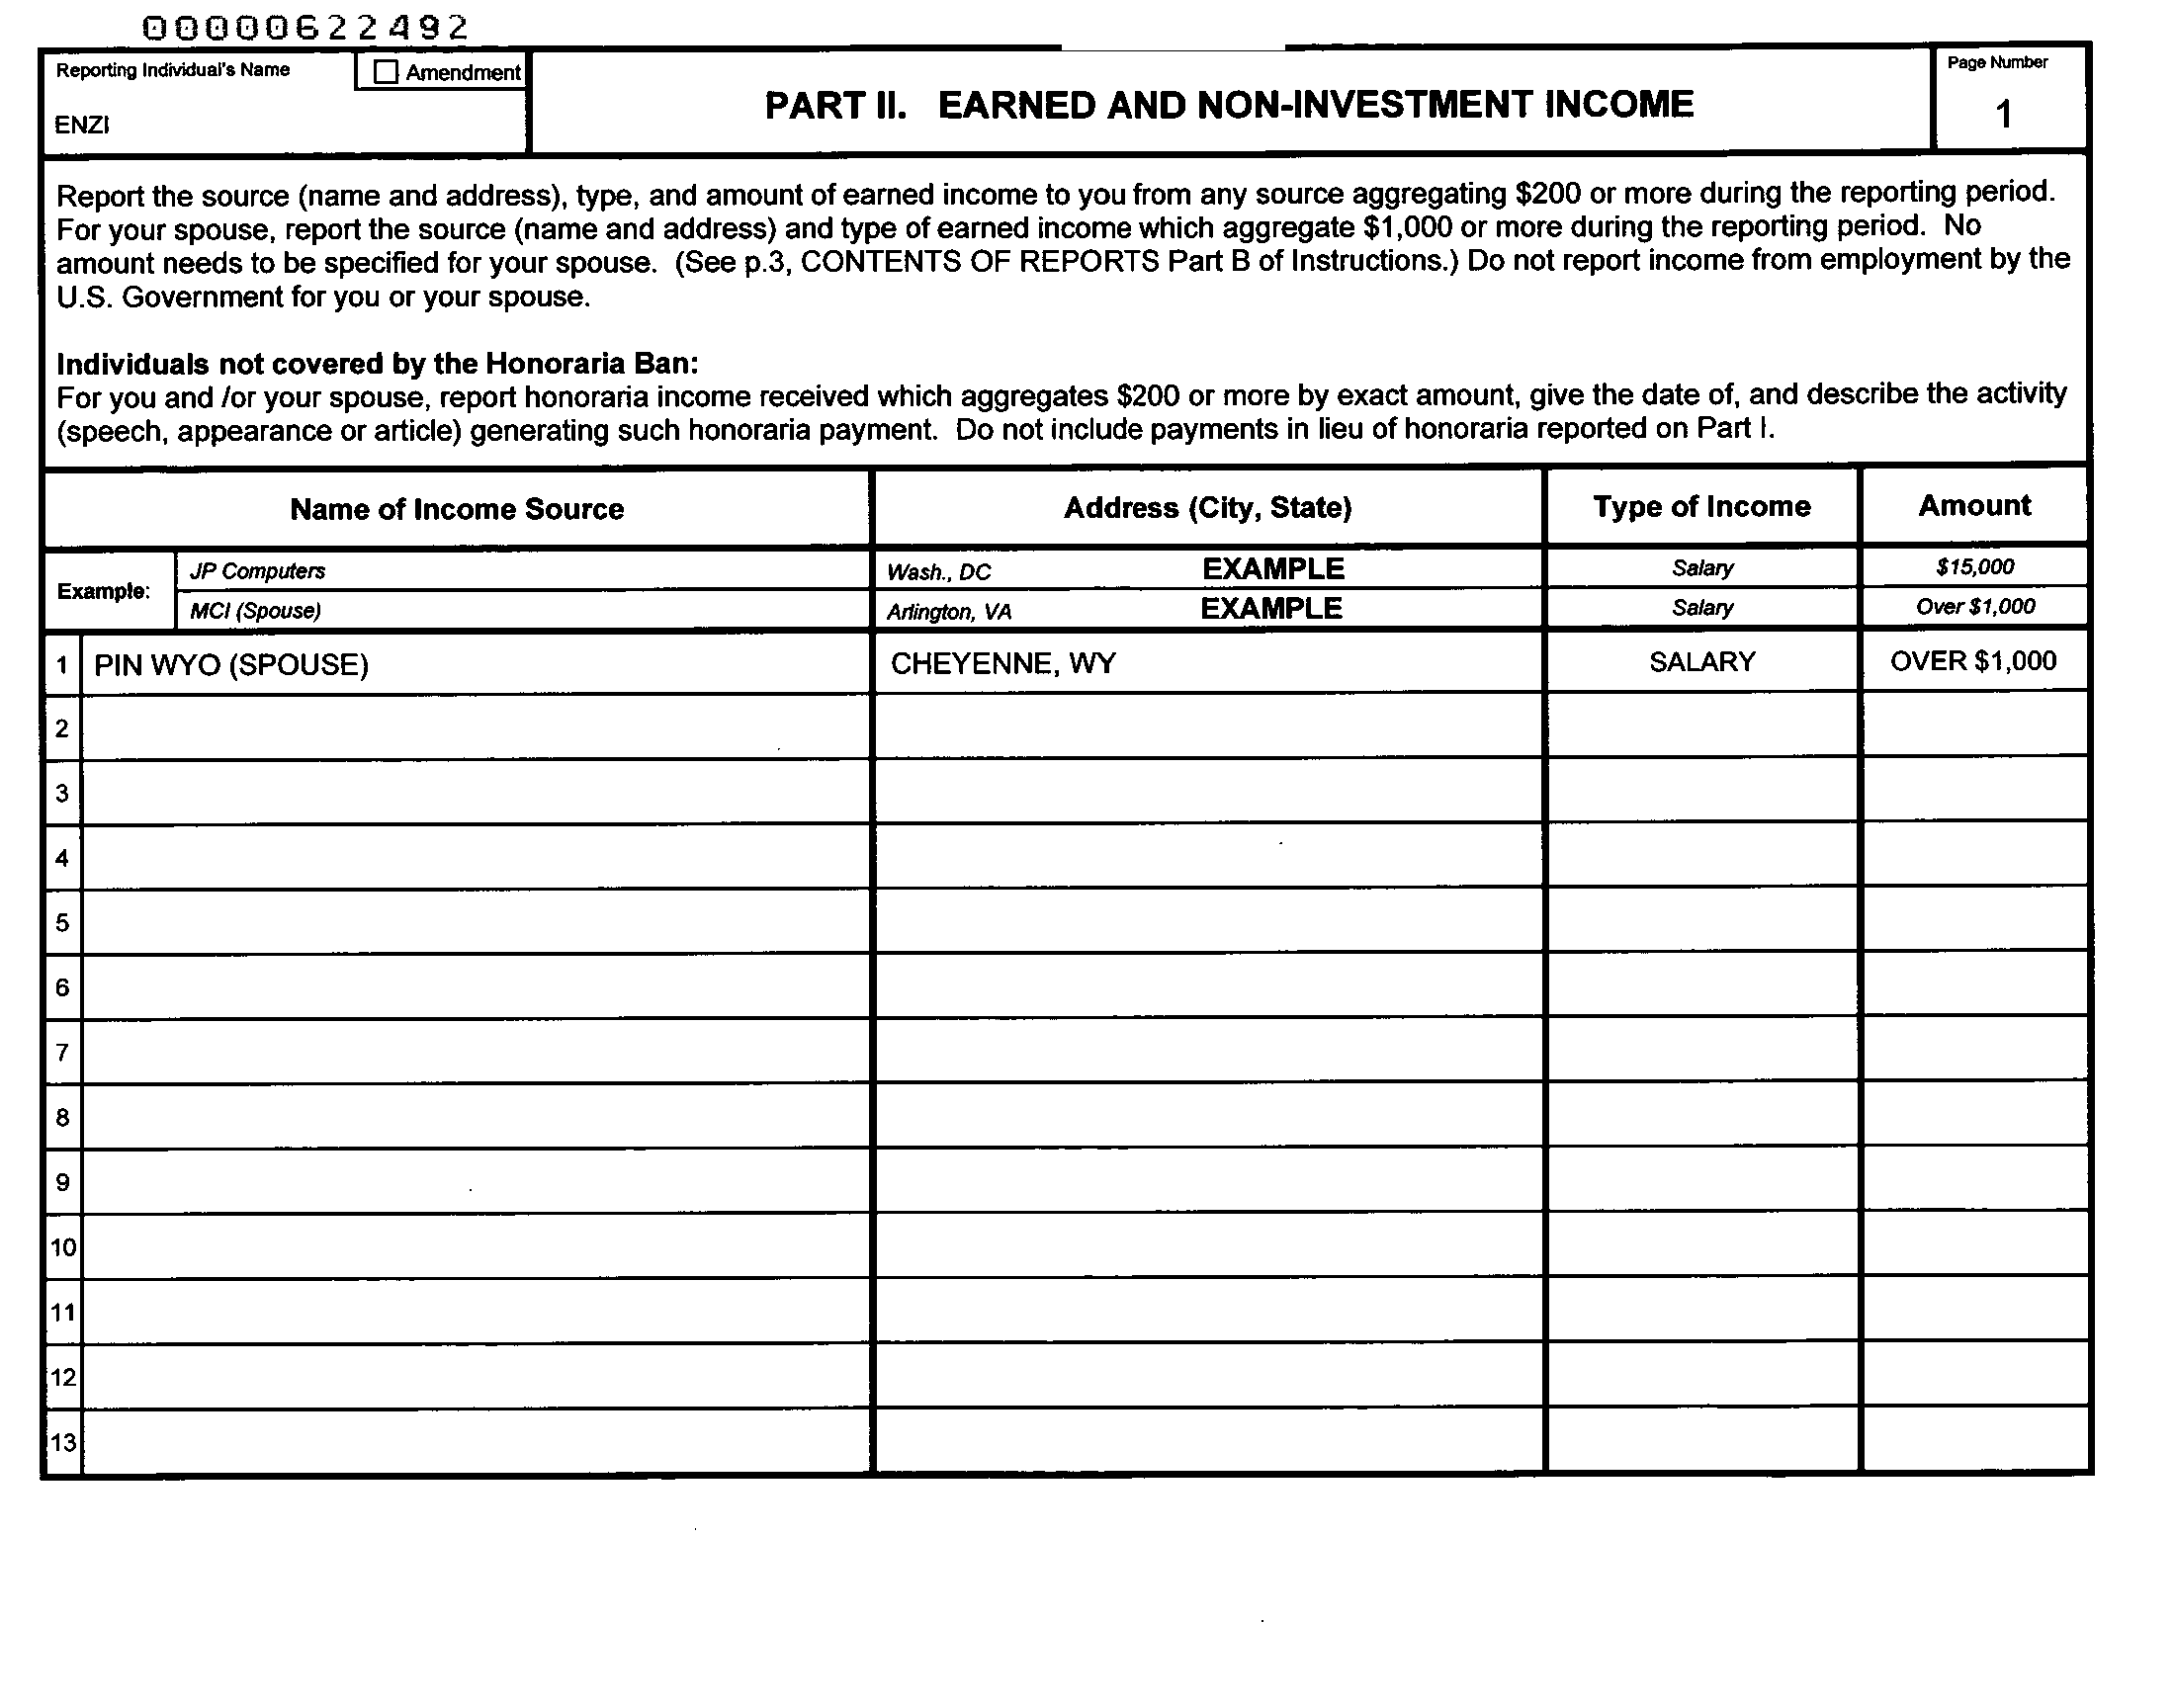 00000622492
Reporting Individual's Name
Amendment
ENZI
PART II. EARNED AND NON-INVESTMENT INCOME
Page Number
1
Report the source (name and address), type, and amount of earned income to you from any source aggregating $200 or more during the reporting period.
For your spouse, report the source (name and address) and type of earned income which aggregate $1,000 or more during the reporting period. No
amount needs to be specified for your spouse. (See p.3, CONTENTS OF REPORTS Part B of Instructions.) Do not report income from employment by the
U.S. Government for you or your spouse.
Individuals not covered by the Honoraria Ban:
For you and /or your spouse, report honoraria income received which aggregates $200 or more by exact amount, give the date of, and describe the activity
(speech, appearance or article) generating such honoraria payment. Do not include payments in lieu of honoraria reported on Part I.
Name of Income Source Address (City, State) Type of Income Amount
Example:
JP Computers Wash., DC EXAMPLE Salary $15,000
MCI (Spouse) Arlington, VA EXAMPLE Salary Over $1,000
1 PIN WYO (SPOUSE) CHEYENNE, WY SALARY OVER $1,000
2
3
4
5
6
7
8
9
10
11
12
13